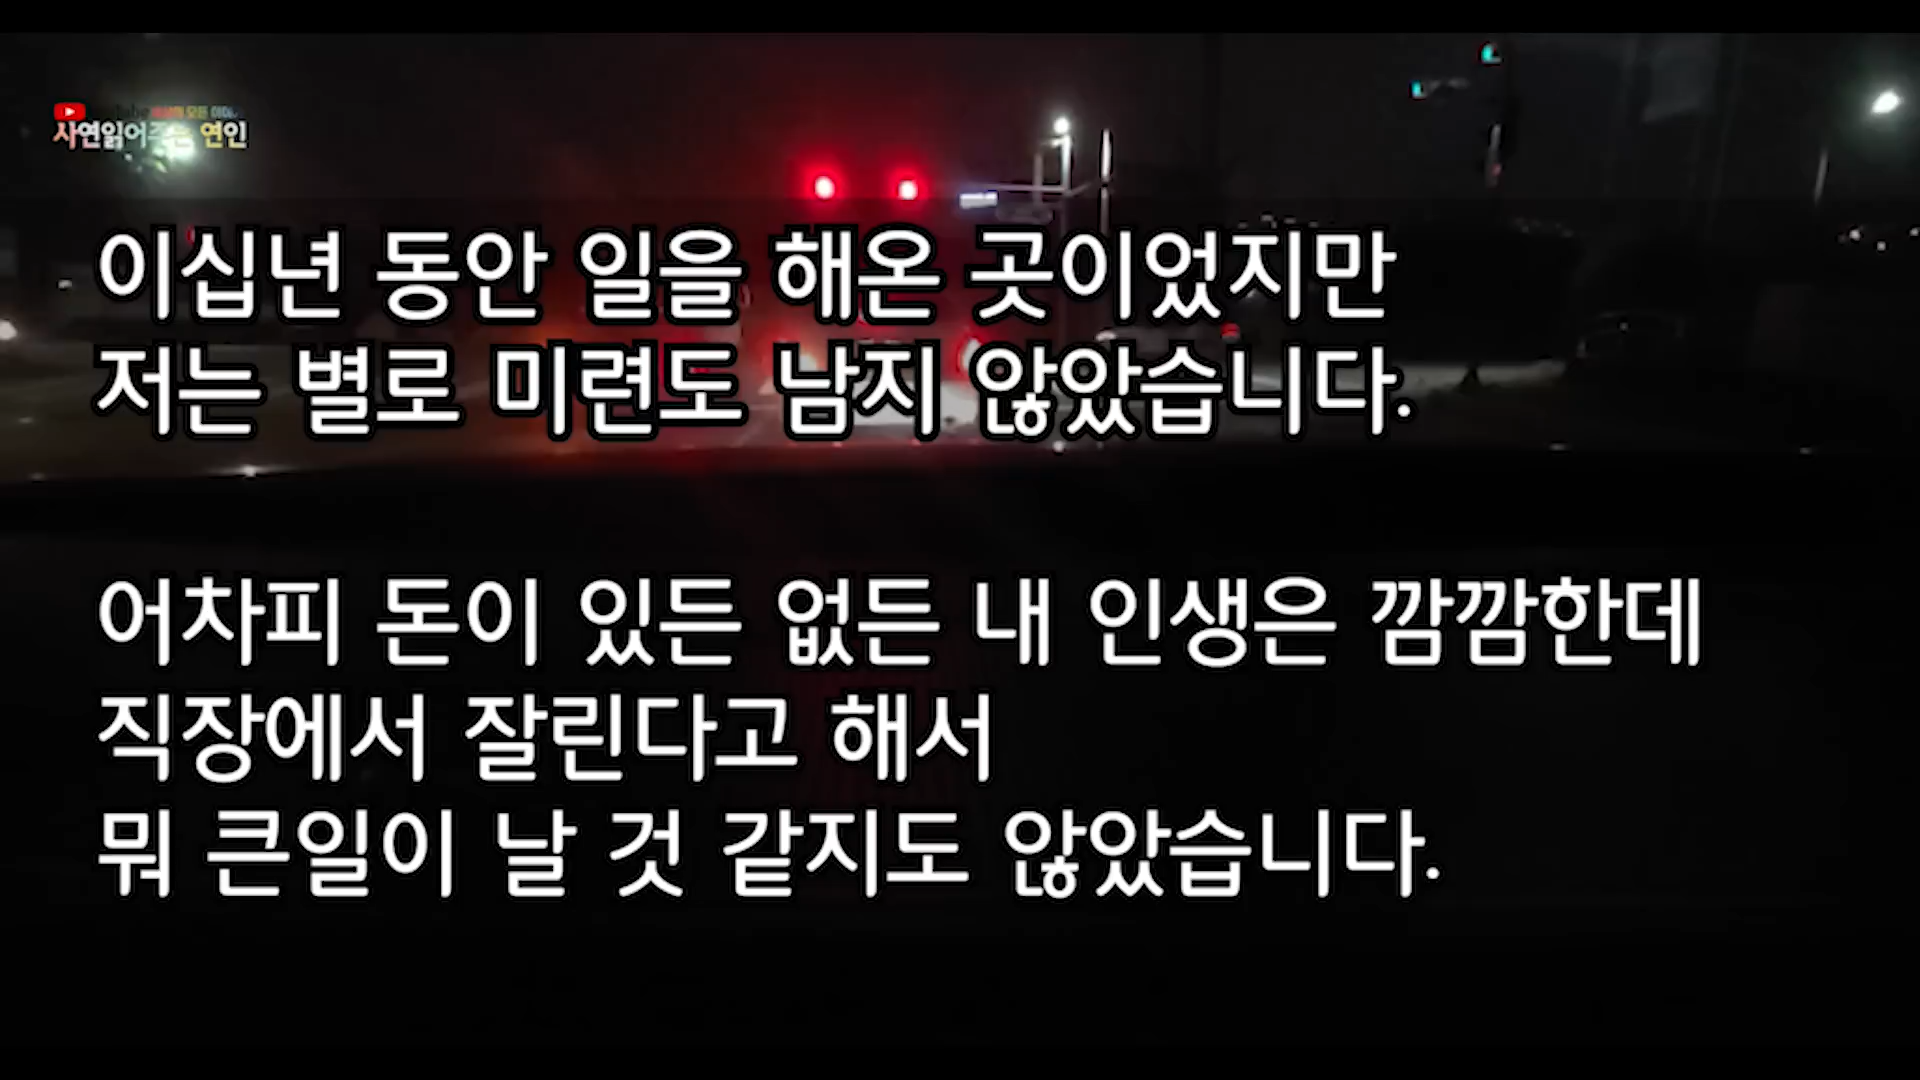 모든
사연읽어주는 연인
이십년 동안 일을 해온 곳이었지만
저는 별로 미련도 남지 않았습니다.
어차피 돈이 있든 없든 내 인생은 깜깜한데
직장에서 잘린다고 해서
뭐 큰일이 날 것 같지도 않았습니다.